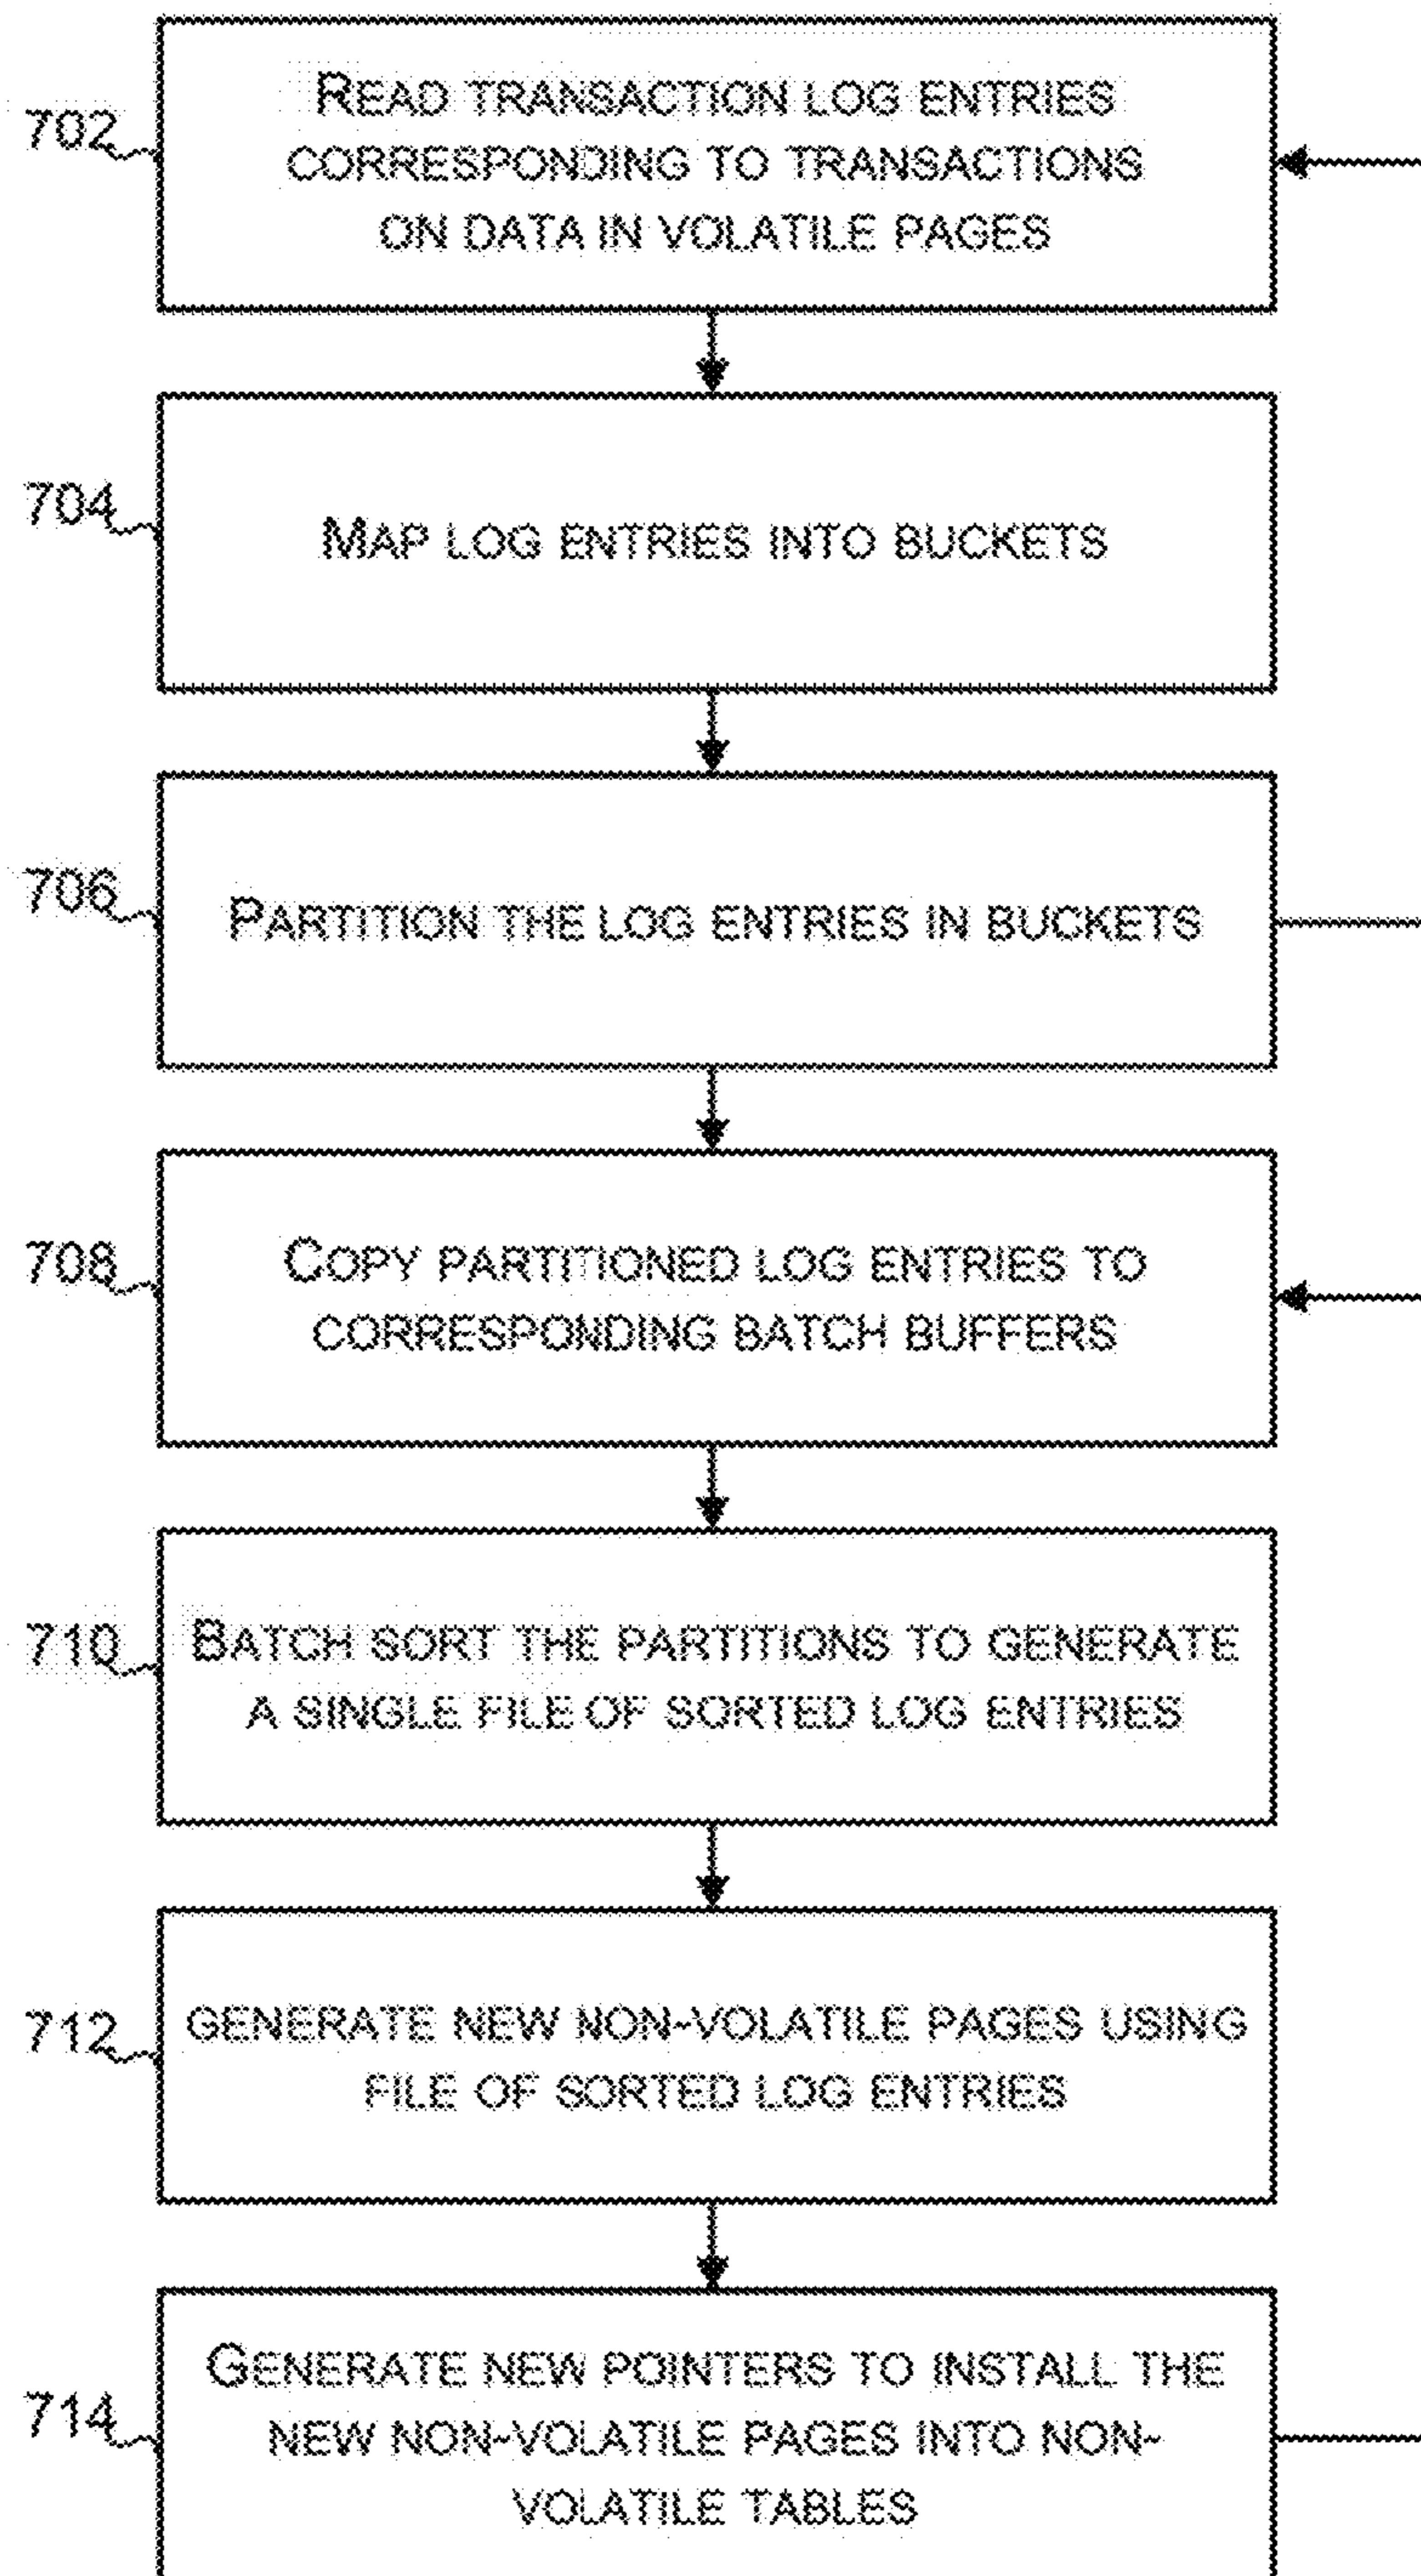 702
READ TRANSACTION LOG ENTRIES
CORRESPONDING TO TRANSACTIONS
ON DATA IN VOLATILE PAGES
704
MAP LOG ENTRIES INTO BUCKETS
706
PARTITION THE LOG ENTRIES IN BUCKETS
708
COPY PARTITIONED LOG ENTRIES TO
CORRESPONDING BATCH BUFFERS
710
BATCH SORT THE PARTITIONS TO GENERATE
A SINGLE FILE OF SORTED LOG ENTRIES
712
GENERATE NEW NON-VOLATILE PAGES USING
FILE OF SORTED LOG ENTRIES
714
GENERATE NEW POINTERS TO INSTALL THE
NEW NON-VOLATILE PAGES INTO NON-
VOLATILE TABLES